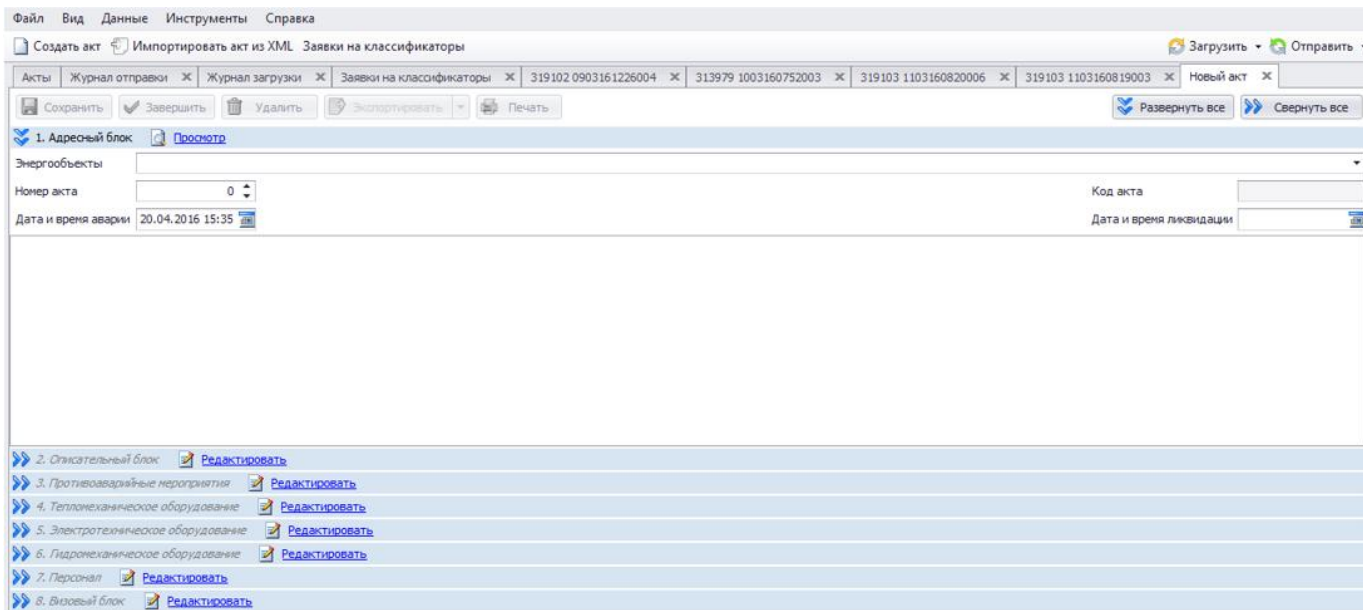 Файл Вид Данные Инструменты Справка
Создать акт Импортировать акт из XML Заявки на классификаторы Загрузить Отправить
Акты Журнал отправки Журнал загрузки Заявки на классификаторы 319102 0903161226004 313979 1003160752003 319103 1103160820006 319103 1103160819003 Новый акт
Сохранить Завершить Удалить Экспортировать Печать Развернуть все Свернуть все
1. Адресный блок Просмотр
Энергообъекты
Номер акта 0 Код акта
Дата и время аварии 20.04.2016 15:35 Дата и время ликвидации
2. Описательный блок Редактировать
3. Противоаварийные мероприятия Редактировать
4. Тепломеханическое оборудование Редактировать
5. Электротехническое оборудование Редактировать
6. Гидромеханическое оборудование Редактировать
7. Персонал Редактировать
8. Визовый блок Редактировать